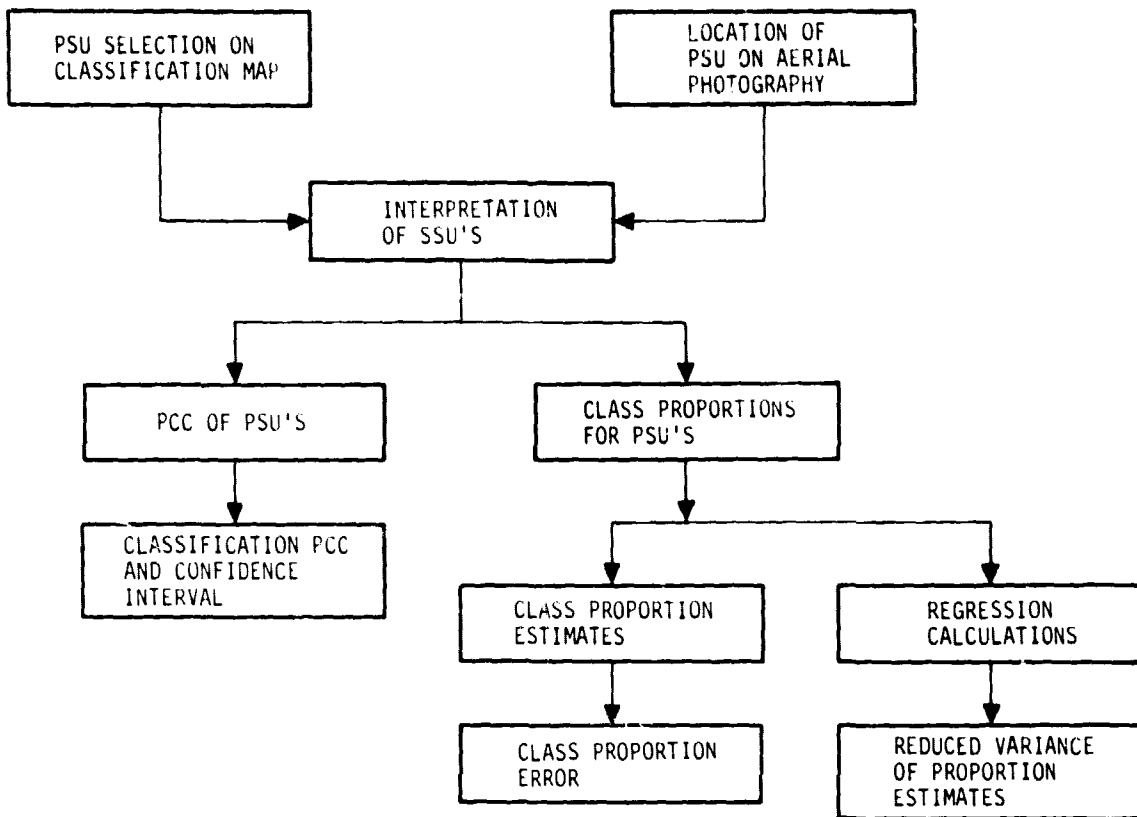 PSU SELECTION ON
CLASSIFICATION MAP
LOCATION OF
PSU ON AERIAL
PHOTOGRAPHY
INTERPRETATION
OF SSU'S
PCC OF PSU'S
CLASS PROPORTIONS
FOR PSU'S
CLASSIFICATION PCC
AND CONFIDENCE
INTERVAL
CLASS PROPORTION
ESTIMATES
REGRESSION
CALCULATIONS
CLASS PROPORTION
ERROR
REDUCED VARIANCE
OF PROPORTION
ESTIMATES